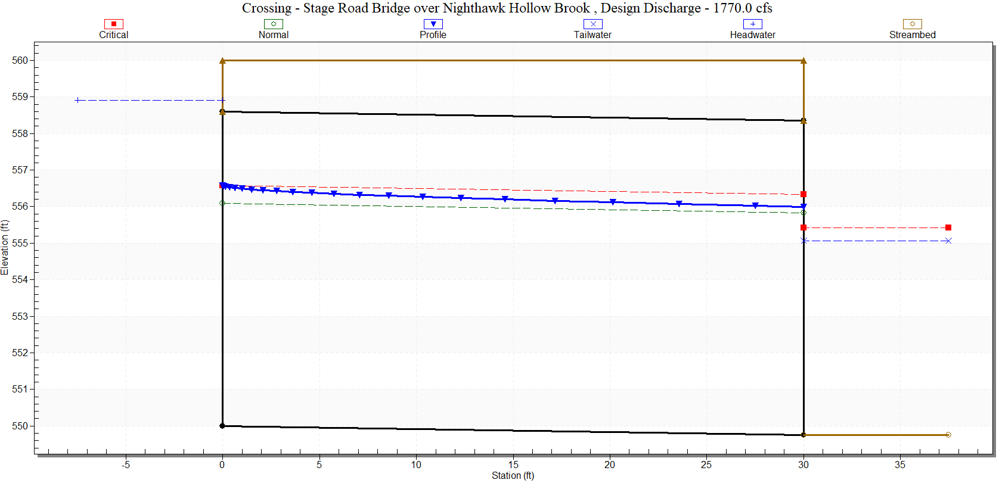 Crossing - Stage Road Bridge over Nighthawk Hollow Brook , Design Discharge - 1770.0 cfs
Critical Normal Profile Tailwater Headwater Streambed
560
559
558
557
556
555
554
553
552
551
550
Elevation (ft)
-5 0 5 10 15 20 25 30 35
Station (ft)